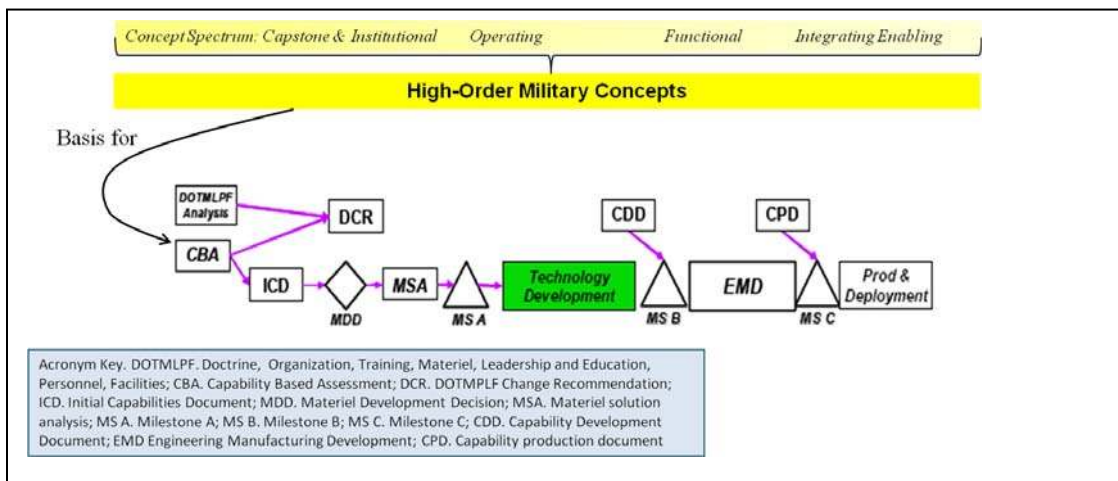 Concept Spectrum: Capstone & Institutional Operating Functional Integrating Enabling
High-Order Military Concepts
Basis for
DOTMLPF
Analysis
DCR
CDD
CPD
CBA
ICD
MSA
Technology
Development
EMD
Prod &
Deployment
MDD
MS A
MS B
MS C
Acronym Key. DOTMLPF. Doctrine, Organization, Training, Materiel, Leadership and Education,
Personnel, Facilities; CBA. Capability Based Assessment; DCR. DOTMPLF Change Recommendation;
ICD. Initial Capabilities Document; MDD. Materiel Development Decision; MSA. Materiel solution
analysis; MS A. Milestone A; MS B. Milestone B; MS C. Milestone C; CDD. Capability Development
Document; EMD Engineering Manufacturing Development; CPD. Capability production document